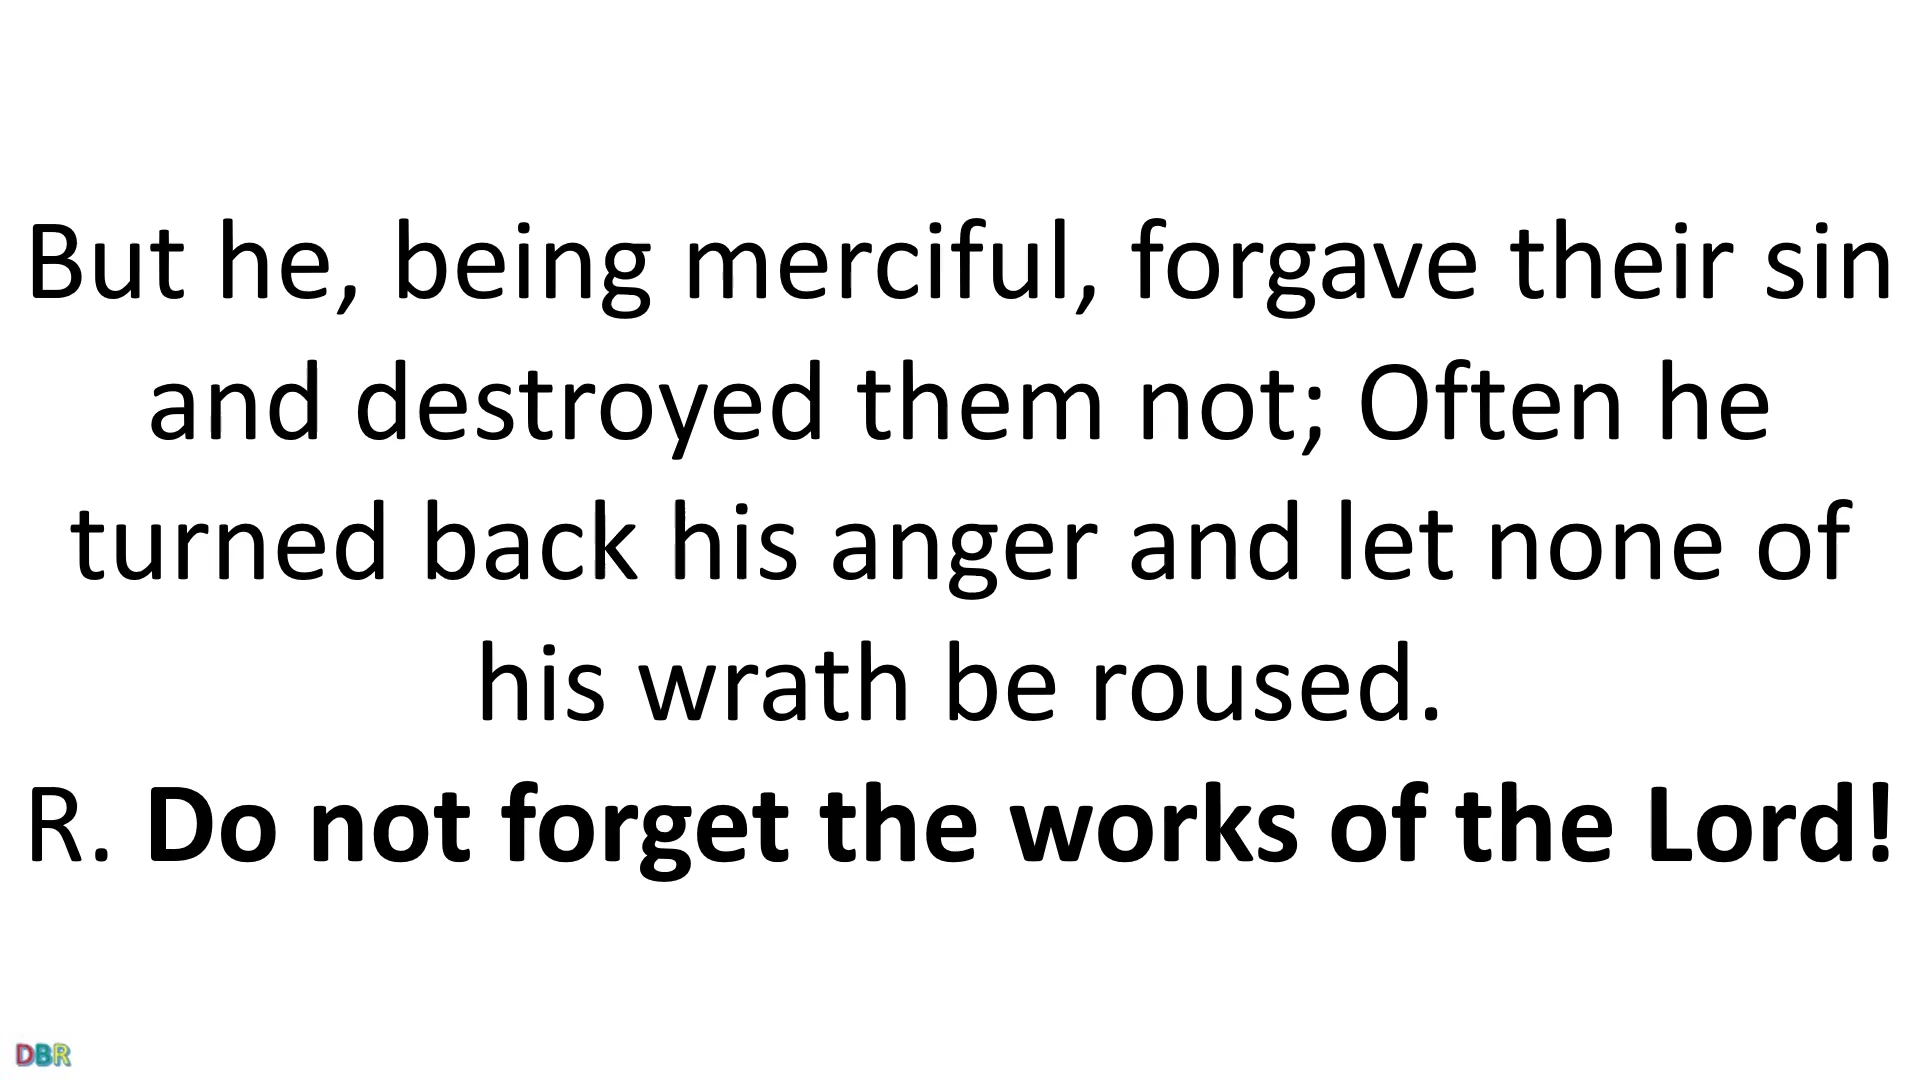 But he, being merciful, forgave their sin
and destroyed them not; Often he
turned back his anger and let none of
his wrath be roused.
R. Do not forget the works of the Lord!
DBR